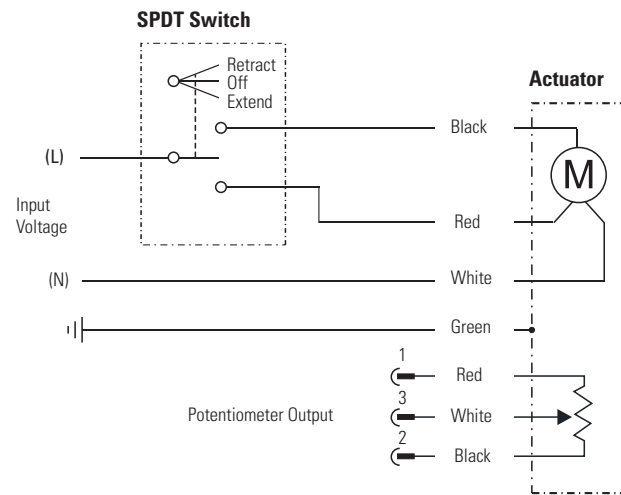 SPDT Switch
Retract
Off
Extend
Actuator
Black
(L)
M
Input
Voltage
Red
(N)
White
Green
1
Red
3
Potentiometer Output
White
2
Black